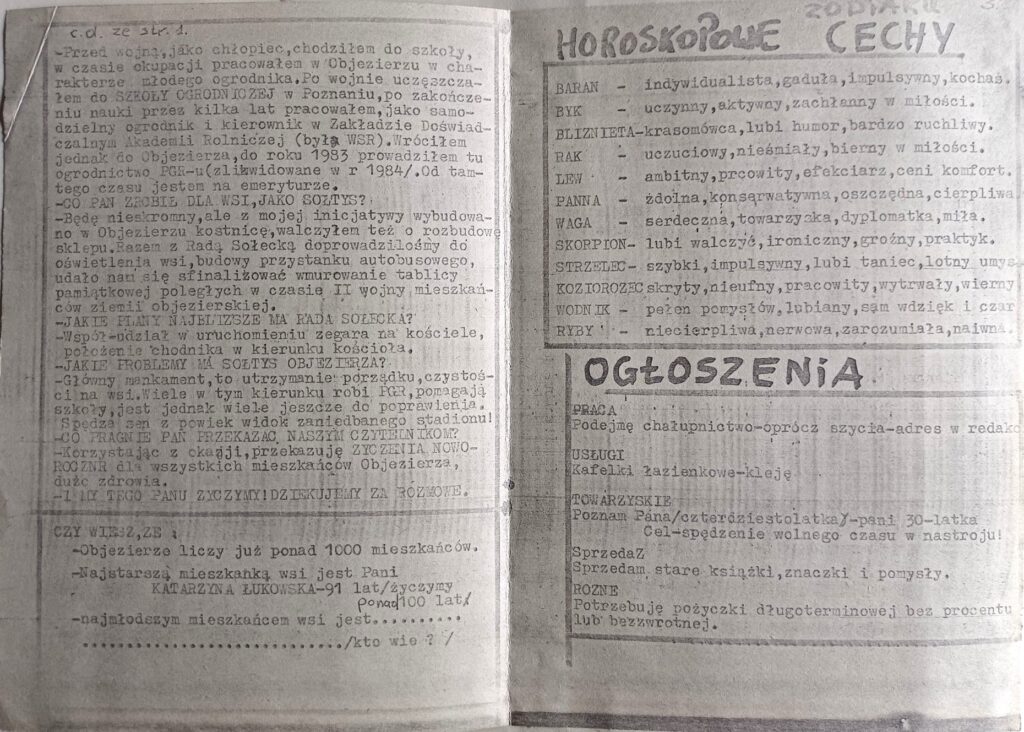 c.d. ze str. 1.
-Przed wojną,jako chłopiec,chodziłem do szkoły,
w czasie okupacji pracowałem w Objezierzu w cha-
rakterze młodego ogrodnika.Po wojnie uczęszcza-
łem do SZKOŁY OGRODNICZEJ w Poznaniu,po zakończe-
niu nauki przez kilka lat pracowałem,jako samo-
dzielny ogrodnik i kierownik w Zakładzie Doświad-
czalnym Akademii Rolniczej (była WSR).Wróciłem
jednak do Objezierza,do roku 1983 prowadziłem tu
ogrodnictwo PGR-u(zlikwidowane w r 1984/.Od tam-
tego czasu jestem na emeryturze.
-CO PAN ZROBIŁ DLA WSI,JAKO SOŁTYS?
-Będę nieskromny,ale z mojej inicjatywy wybudowa-
no w Objezierzu kostnicę,walczyłem też o rozbudowę
sklepu.Razem z Radą Sołecką doprowadziliśmy do
oświetlenia wsi,budowy przystanku autobusowego,
udało nam się sfinalizować wmurowanie tablicy
pamiątkowej poległych w czasie II wojny,mieszkań-
ców ziemii objezierskiej.
-JAKIE PLANY NAJBLIŻSZE MA RADA SOŁECKA?
-Współ-udział w uruchomieniu zegara na kościele,
położenie chodnika w kierunku kościoła.
-JAKIE PROBLEMY MA SOŁTYS OBJEZIERZA?
-Główny mankament,to utrzymanie porządku,czystoś-
ci na wsi.Wiele w tym kierunku robi PGR,pomagają
szkoły,jest jednak wiele jeszcze do poprawienia.
Spędza sen z powiek widok zaniedbanego stadionu!
-CO PRAGNIE PAN PRZEKAZAC NASZYM CZYTELNIKOM?
-Korzystając z okazji,przekazuję ZYCZENIA NOWO-
ROCZNE dla wszystkich mieszkańców Objezierza,
dużo zdrowia.
-I MY TEGO PANU ZYCZYMY!DZIĘKUJEMY ZA ROZMOWE.
CZY WIESZ,ZE :
-Objezierze liczy już ponad 1000 mieszkańców.
-Najstarszą mieszkanką wsi jest Pani
KATARZYNA ŁUKOWSKA-91 lat/życzymy
ponad 100 lat/
-najmłodszym mieszkańcem wsi jest..........
............................/kto wie ? /
ZODIAKU
HOROSKOPOWE CECHY
BARAN - indywidualista,gaduła,impulsywny,kochaś.
BYK - uczynny,aktywny,zachłanny w miłości.
BLIZNIETA-krasomówca,lubi humor,bardzo ruchliwy.
RAK - uczuciowy,nieśmiały,bierny w miłości.
LEW - ambitny,prcowity,efekciarz,ceni komfort.
PANNA - zdolna,konserwatywna,oszczędna,cierpliwa
WAGA - serdeczna,towarzyska,dyplomatka,miła.
SKORPION- lubi walczyć,ironiczny,groźny,praktyk.
STRZELEC- szybki,impulsywny,lubi taniec,lotny umys
KOZIOROZEC skryty,nieufny,pracowity,wytrwały,wierny
WODNIK - pełen pomysłów,lubiany,sam wdzięk i czar
RYBY - niecierpliwa,nerwowa,zarozumiała,naiwna.
OGŁOSZENiA
PRACA
Podejmę chałupnictwo-oprócz szycia-adres w redakc
USŁUGI
Kafelki łazienkowe-kleję
TOWARZYSKIE
Poznam Pana/czterdziestolatka/-pani 30-latka
Cel-spędzenie wolnego czasu w nastroju!
SprzedaZ
Sprzedam stare książki,znaczki i pomysły.
ROZNE
Potrzebuję pożyczki długoterminowej bez procentu
lub bezzwrotnej.